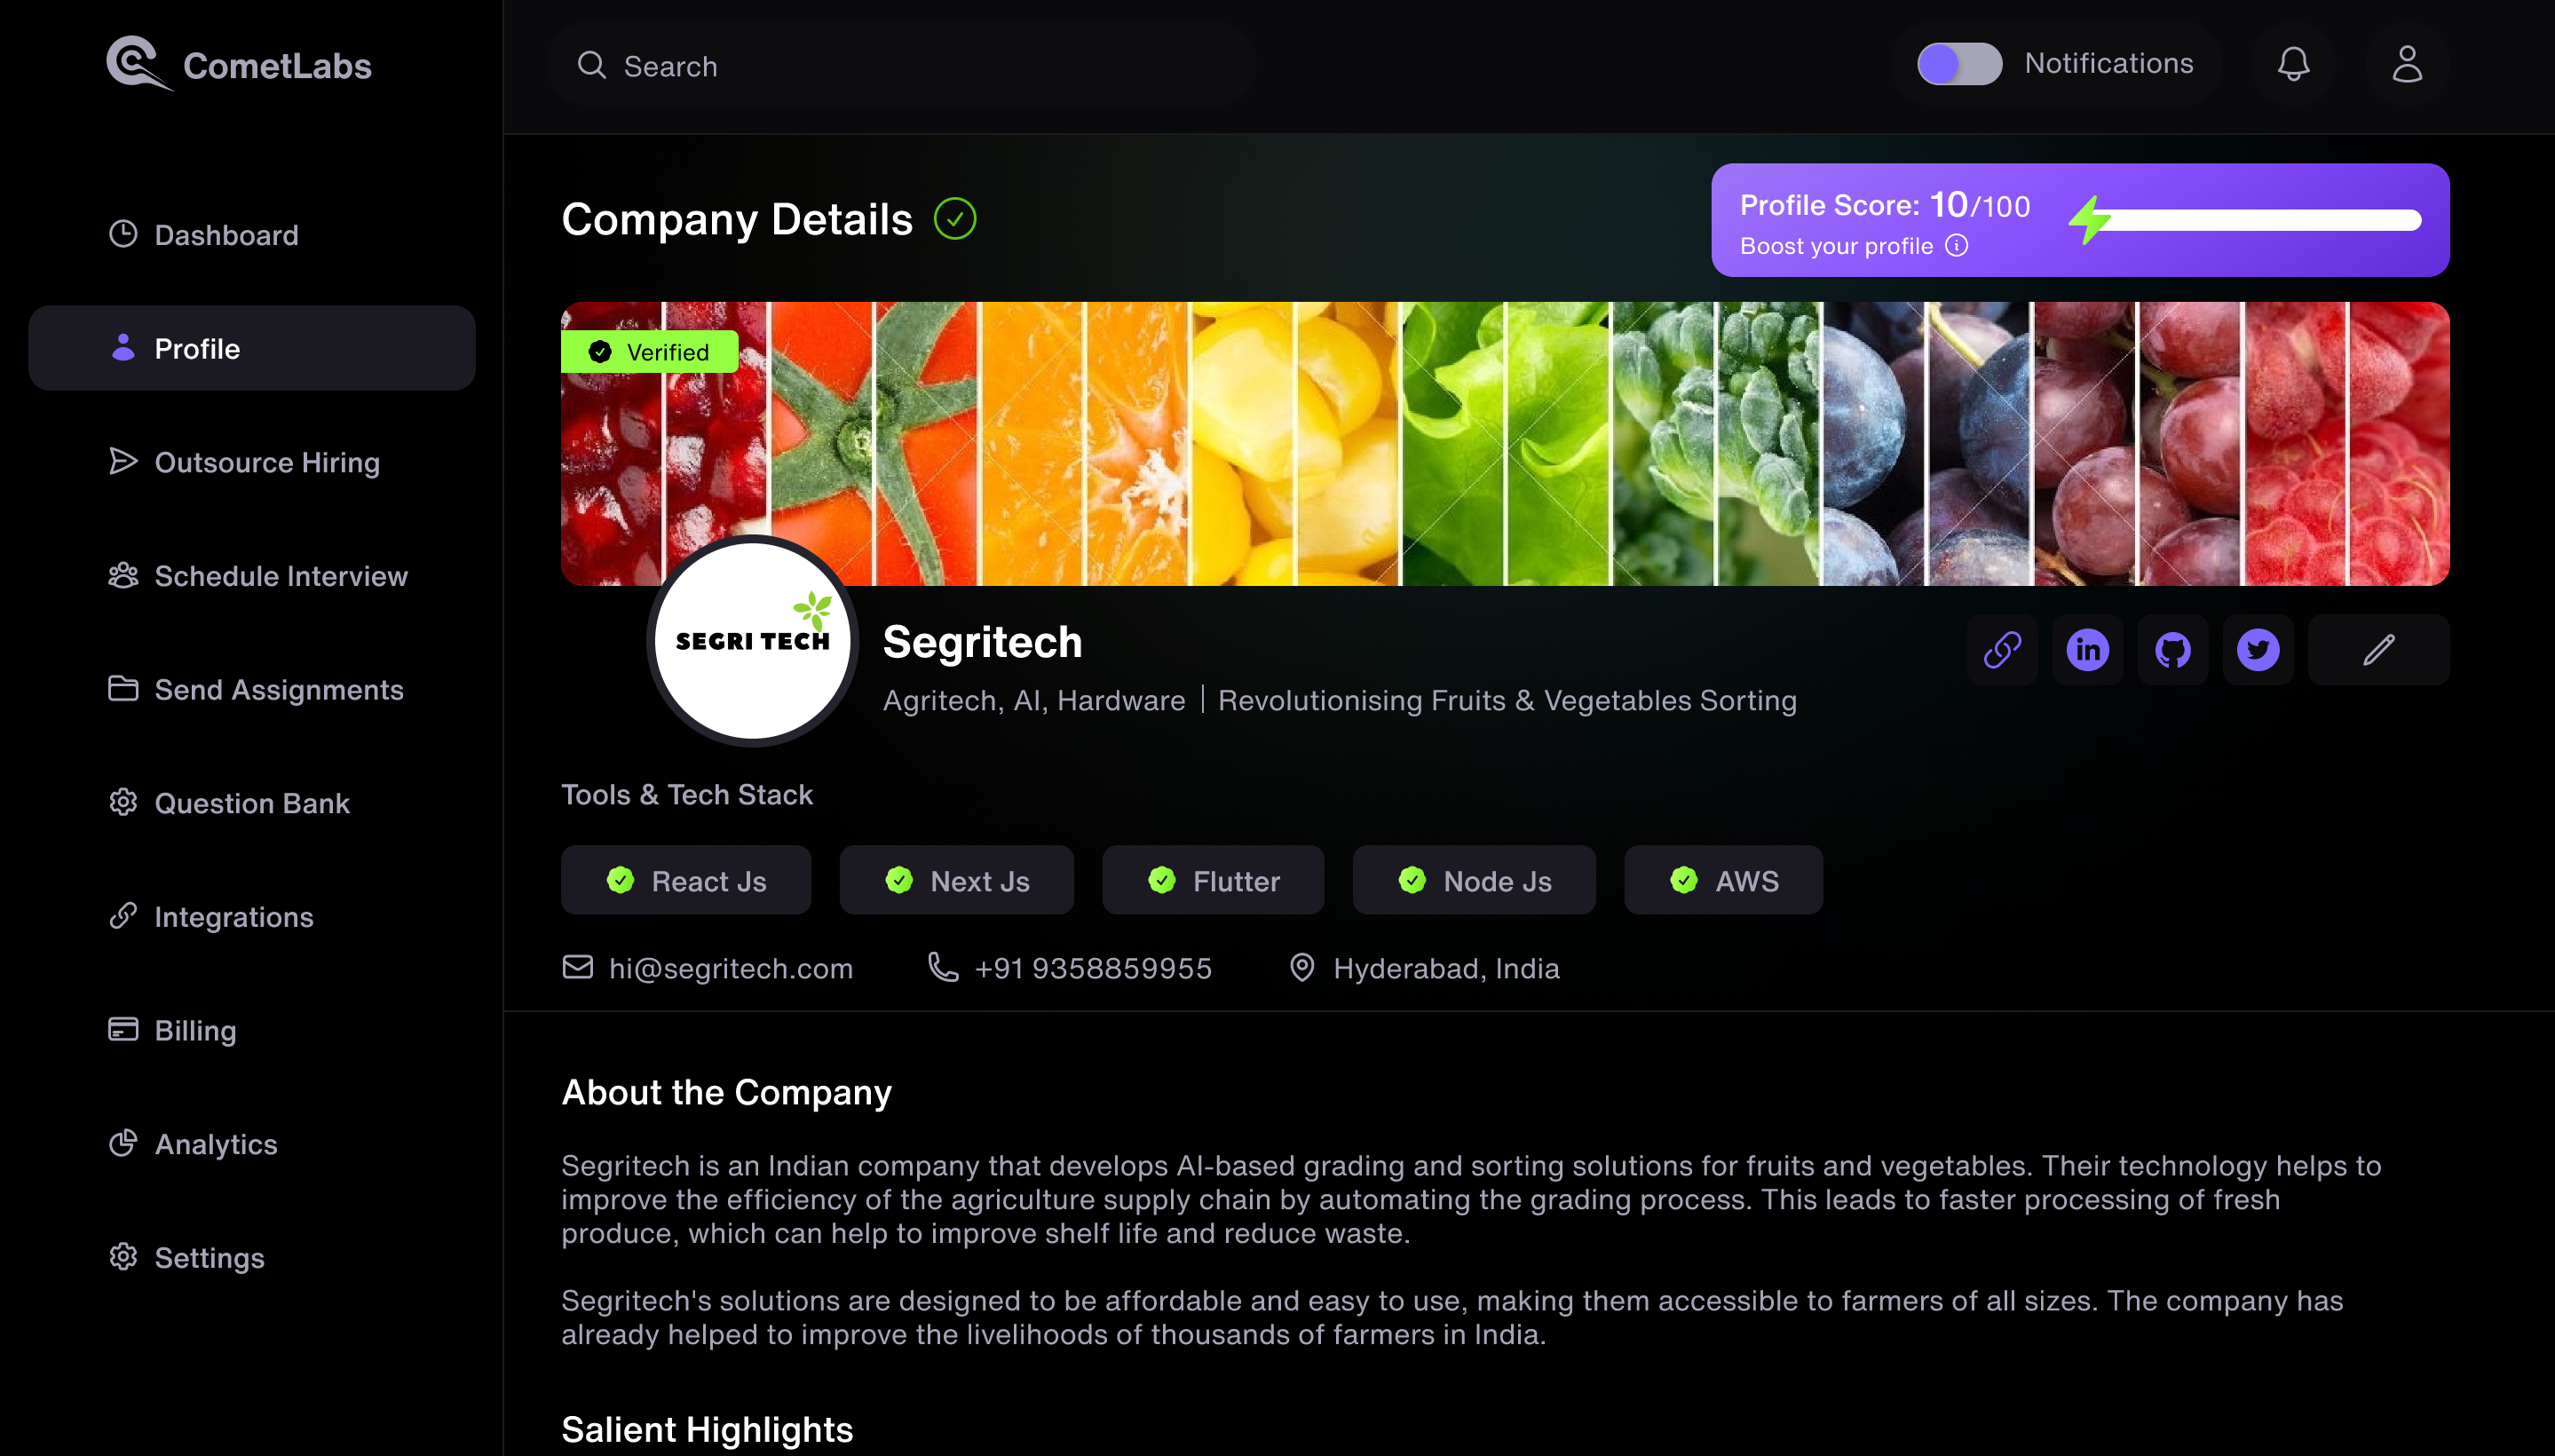 CometLabs
Search
Notifications
Dashboard
Profile
Outsource Hiring
Schedule Interview
Send Assignments
Question Bank
Integrations
Billing
Analytics
Settings
Company Details
Profile Score: 10/100
Boost your profile
Verified
SEGRI TECH
Segritech
Agritech, AI, Hardware | Revolutionising Fruits & Vegetables Sorting
Tools & Tech Stack
React Js
Next Js
Flutter
Node Js
AWS
hi@segritech.com
+91 9358859955
Hyderabad, India
About the Company
Segritech is an Indian company that develops AI-based grading and sorting solutions for fruits and vegetables. Their technology helps to
improve the efficiency of the agriculture supply chain by automating the grading process. This leads to faster processing of fresh
produce, which can help to improve shelf life and reduce waste.
Segritech's solutions are designed to be affordable and easy to use, making them accessible to farmers of all sizes. The company has
already helped to improve the livelihoods of thousands of farmers in India.
Salient Highlights